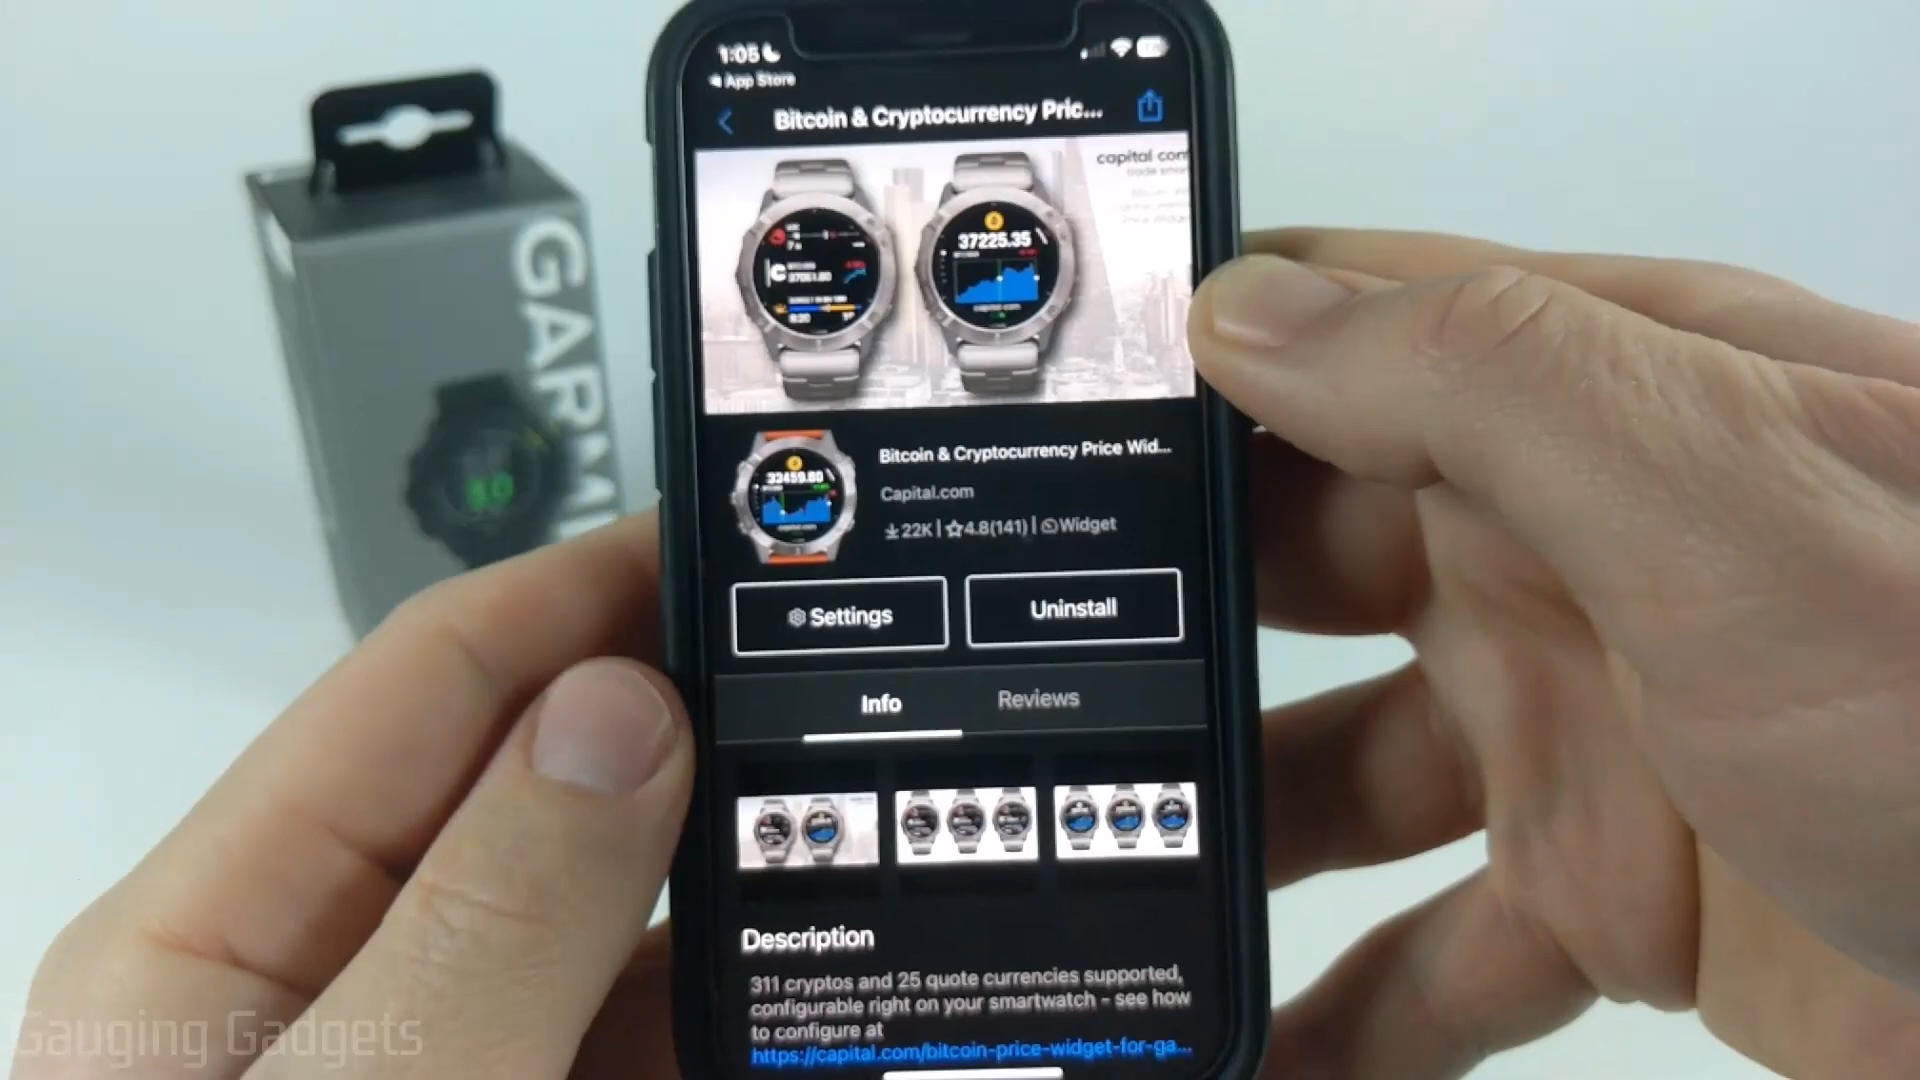 1:05
App Store
Bitcoin & Cryptocurrency Pric...
capital com
37225.35
Bitcoin & Cryptocurrency Price Wid...
33459.80
Capital.com
22K | 4.8(141) | Widget
Settings
Uninstall
Info
Reviews
Description
311 cryptos and 25 quote currencies supported,
configurable right on your smartwatch - see how
to configure at
https://capital.com/bitcoin-price-widget-for-ga...
GARMI
Gauging Gadgets